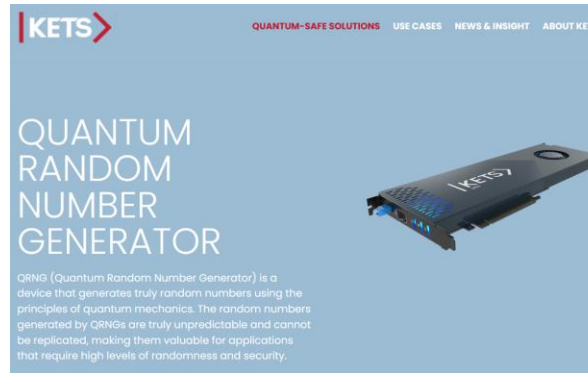 |KETS>
QUANTUM-SAFE SOLUTIONS USE CASES NEWS & INSIGHT ABOUT
QUANTUM
RANDOM
NUMBER
GENERATOR
|KETS>
QRNG (Quantum Random Number Generator) is a
device that generates truly random numbers using the
principles of quantum mechanics. The random numbers
generated by QRNGs are truly unpredictable and cannot
be replicated, making them valuable for applications
that require high levels of randomness and security.